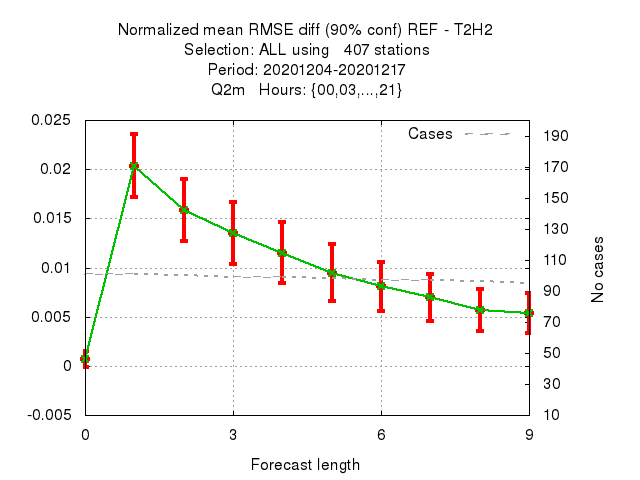 Normalized mean RMSE diff (90% conf) REF - T2H2
Selection: ALL using   407 stations
Period: 20201204-20201217
Q2m   Hours: {00,03,...,21}
Cases
0.025
0.02
0.015
0.01
0.005
0
-0.005
190
170
150
130
110
90
70
50
30
10
No cases
0 3 6 9
Forecast length